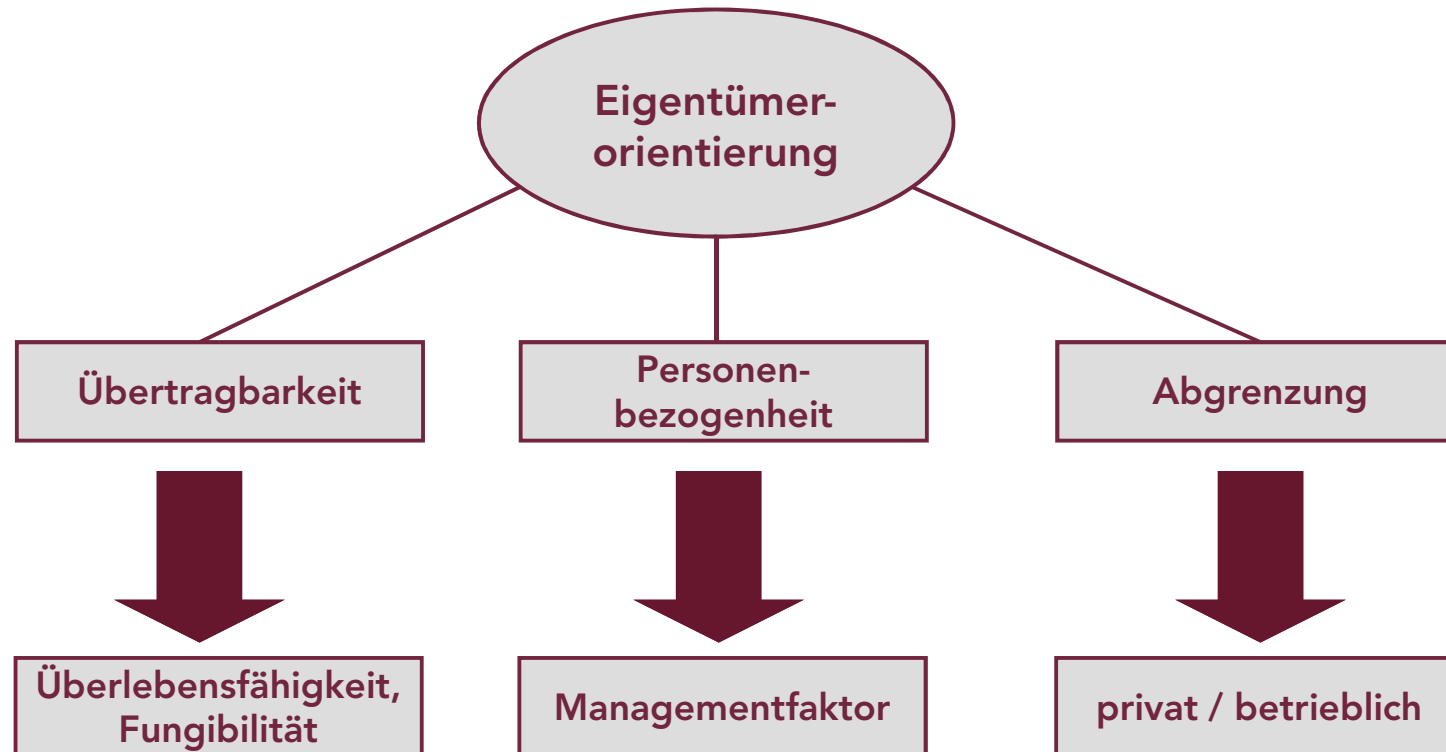 Eigentümer-
orientierung
Übertragbarkeit
Personen-
bezogenheit
Abgrenzung
Überlebensfähigkeit,
Fungibilität
Managementfaktor
privat / betrieblich